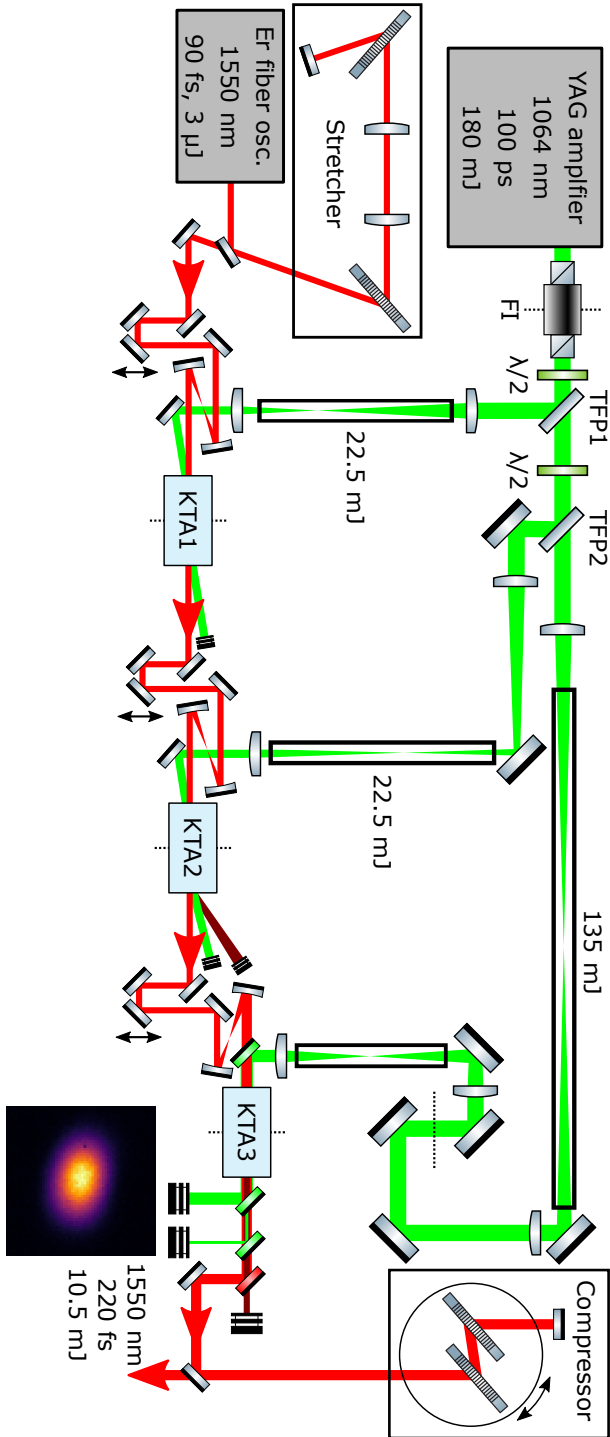 YAG amplfier
1064 nm
100 ps
180 mJ
FI
λ/2
TFP1
λ/2
TFP2
135 mJ
Compressor
Stretcher
22.5 mJ
22.5 mJ
Er fiber osc.
1550 nm
90 fs, 3 μJ
KTA1
KTA2
KTA3
1550 nm
220 fs
10.5 mJ